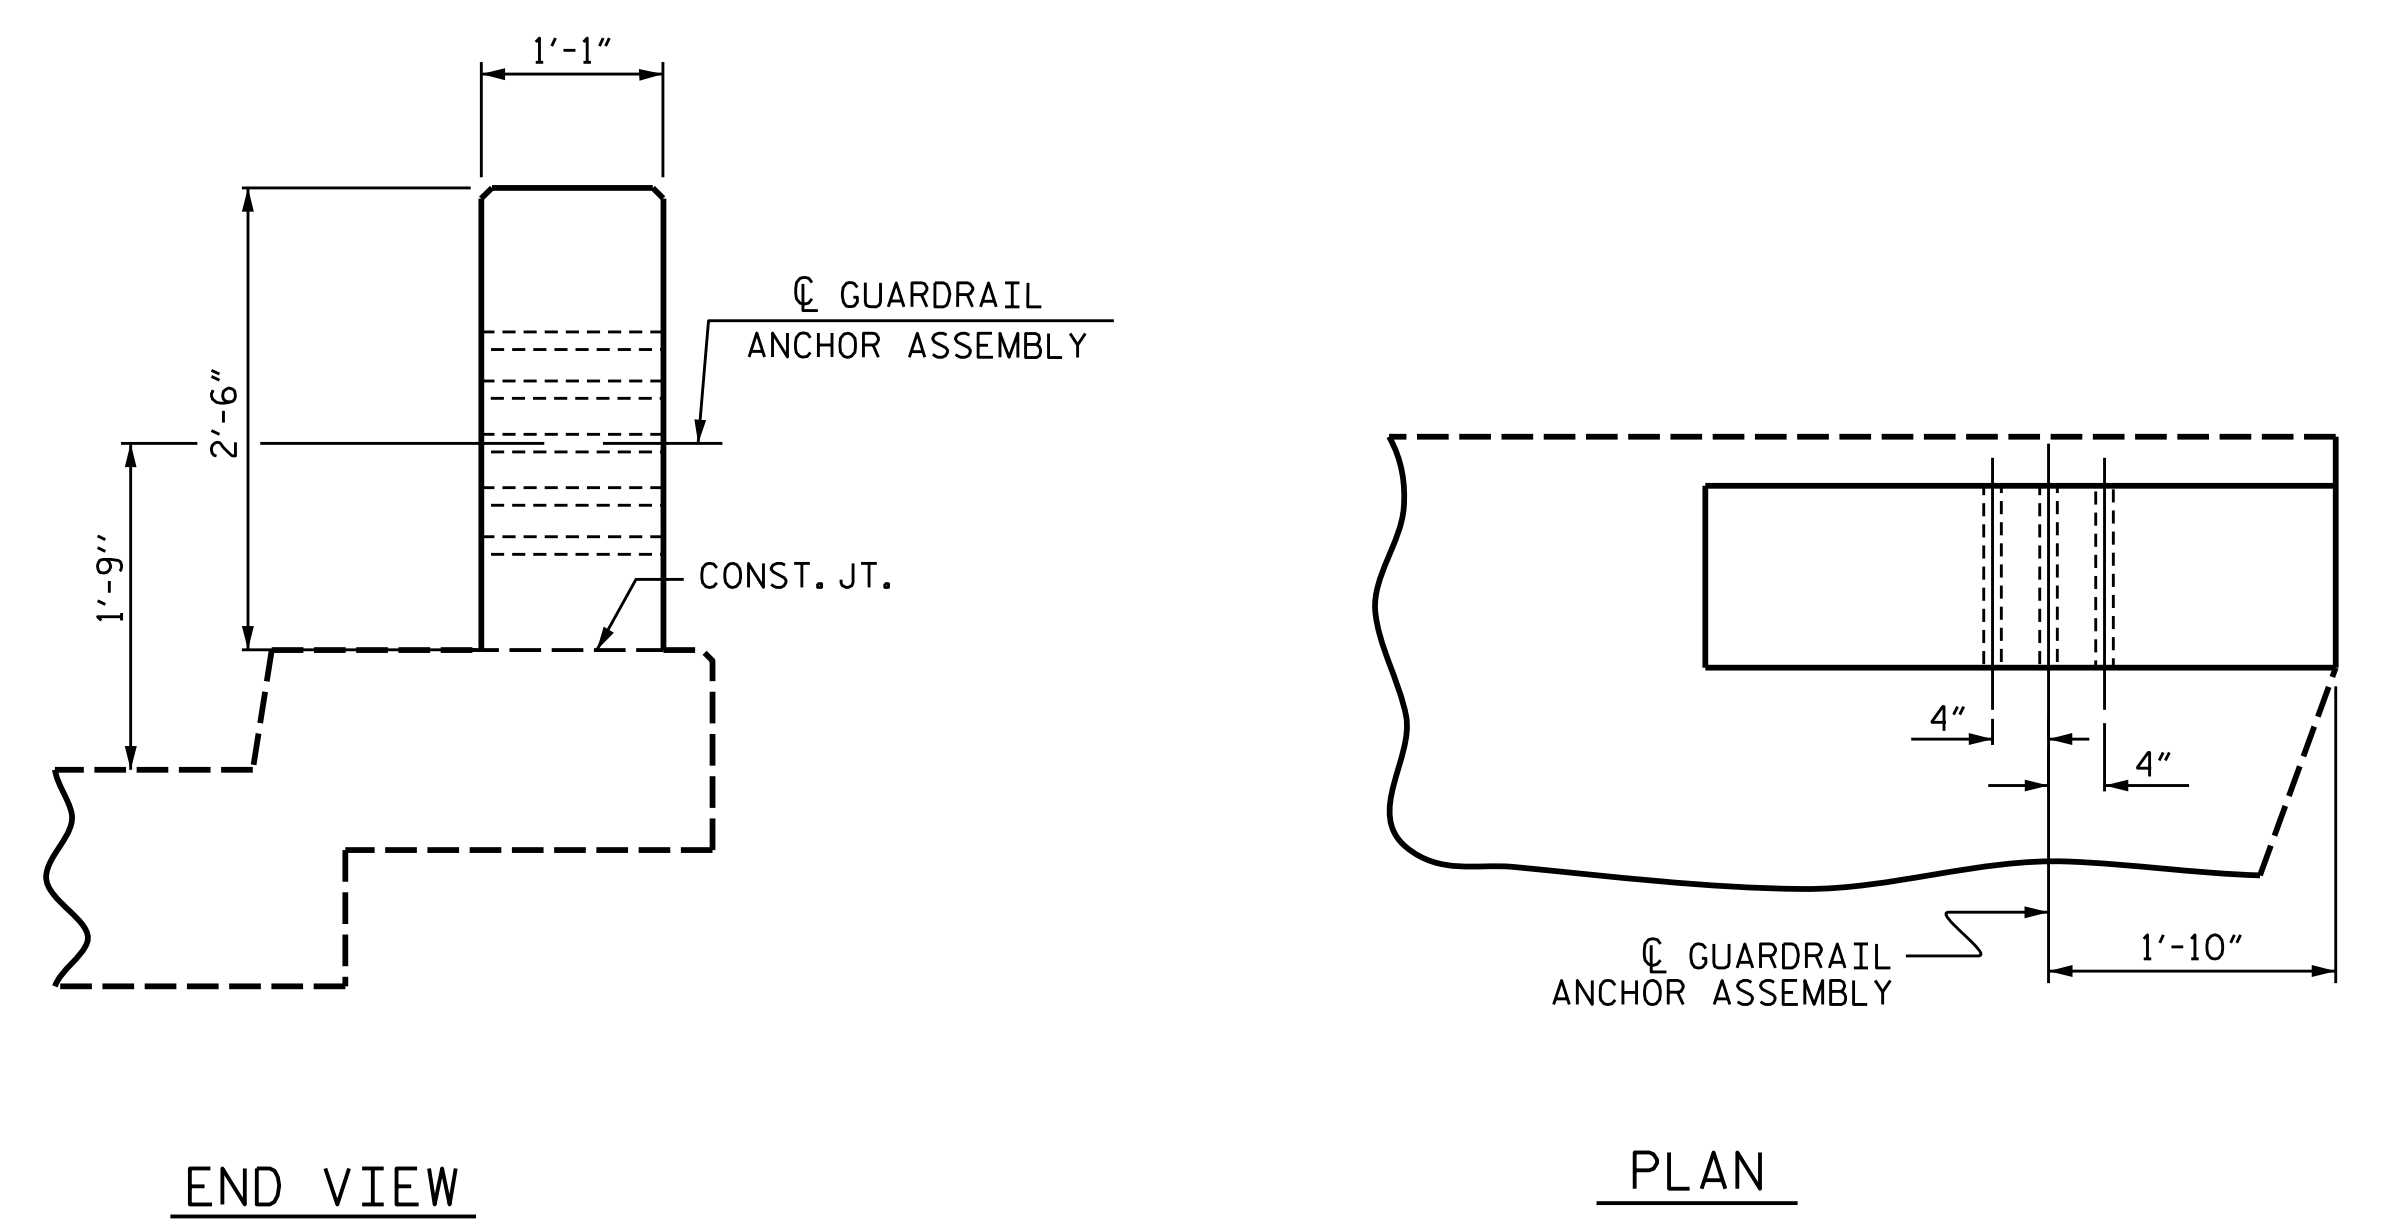 1'-1"
℄ GUARDRAIL
ANCHOR ASSEMBLY
2'-6"
1'-9''
CONST. JT.
END VIEW
4"
4"
℄ GUARDRAIL
ANCHOR ASSEMBLY
1'-10"
PLAN